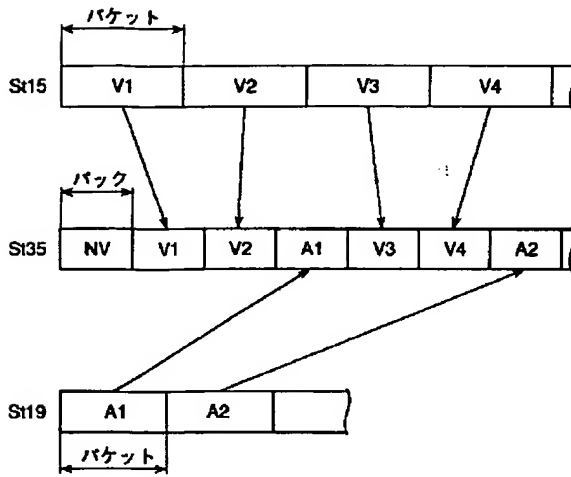 パケット
St15 V1 V2 V3 V4
パック
St35 NV V1 V2 A1 V3 V4 A2
St19 A1 A2
パケット